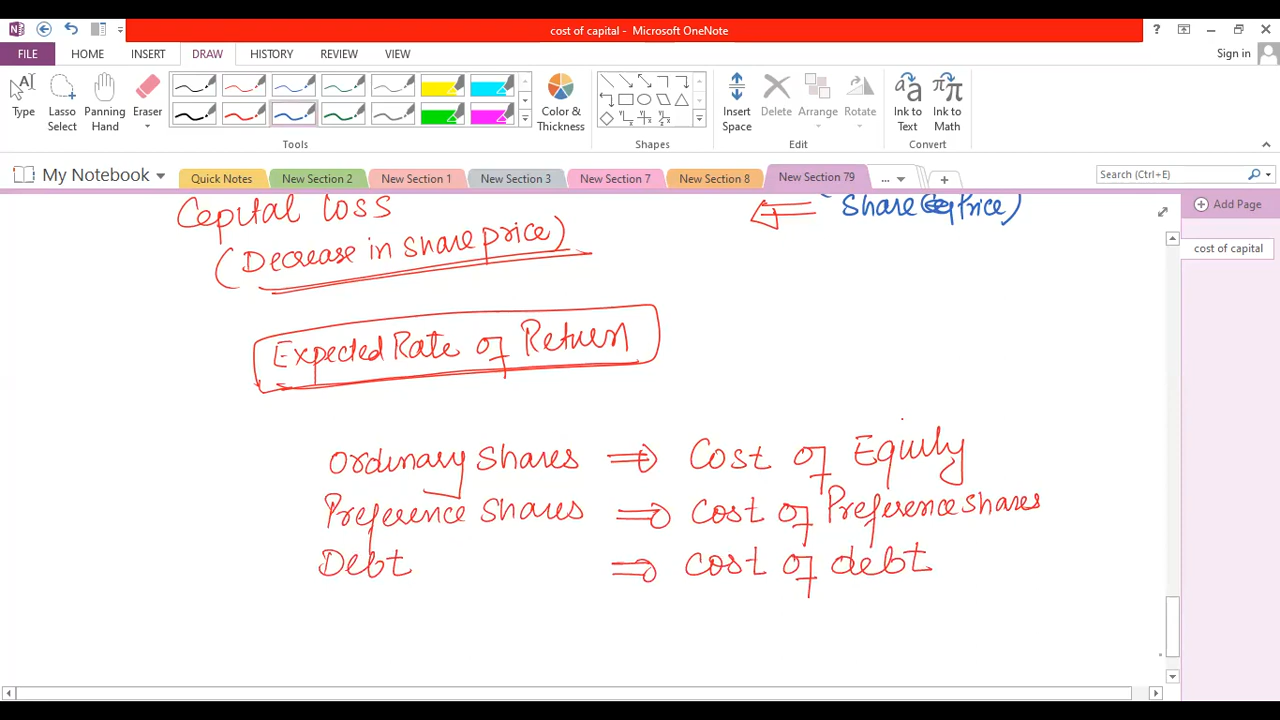 cost of capital - Microsoft OneNote
FILE HOME INSERT DRAW HISTORY VIEW
Sign in
Type Lasso Select Panning Hand Eraser Color & Thickness Insert Space Delete Arrange Rotate Ink to Text Ink to Math
Tools Shapes Edit Convert
My Notebook Quick Notes New Section 2 New Section 1 New Section 3 New Section 7 New Section 8 New Section 79 ... Search (Ctrl+E)
Add Page
cost of capital
Capital Loss
Share Price)
(Decrease in share price)
Expected Rate of Return
Ordinary Shares ⇒ Cost of Equity
Preference Shares ⇒ Cost of Preference shares
Debt ⇒ Cost of debt